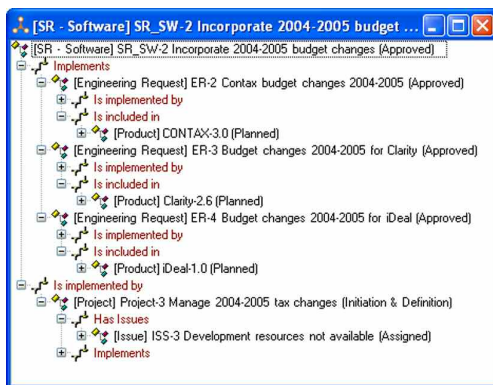 [SR - Software] SR_SW-2 Incorporate 2004-2005 budget ...
[SR - Software] SR_SW-2 Incorporate 2004-2005 budget changes (Approved)
Implements
[Engineering Request] ER-2 Contax budget changes 2004-2005 (Approved)
Is implemented by
Is included in
[Product] CONTAX-3.0 (Planned)
[Engineering Request] ER-3 Budget changes 2004-2005 for Clarity (Approved)
Is implemented by
Is included in
[Product] Clarity-2.6 (Planned)
[Engineering Request] ER-4 Budget changes 2004-2005 for iDeal (Approved)
Is implemented by
Is included in
[Product] iDeal-1.0 (Planned)
Is implemented by
[Project] Project-3 Manage 2004-2005 tax changes (Initiation & Definition)
Has Issues
[Issue] ISS-3 Development resources not available (Assigned)
Implements